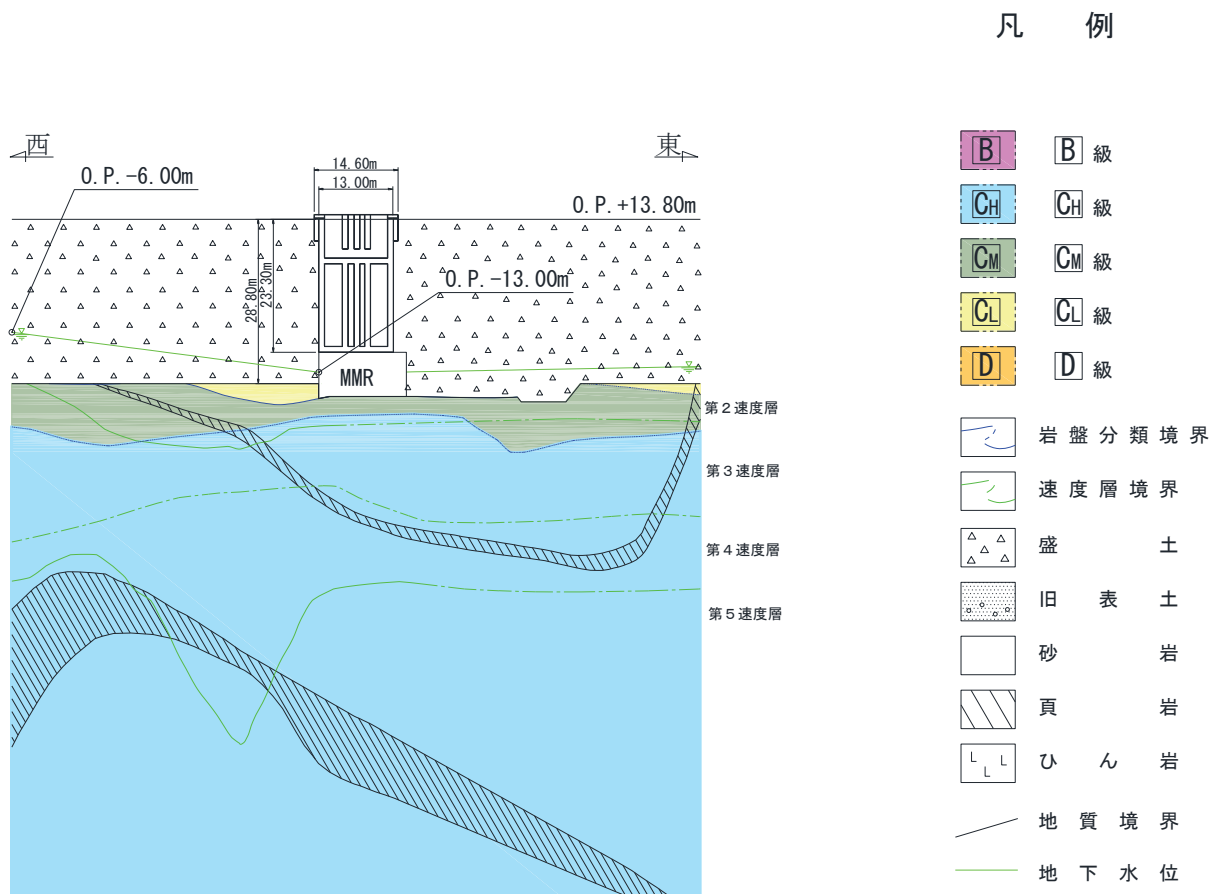 凡 例
西
東
14.60m
13.00m
O.P.-6.00m
O.P.+13.80m
28.80m
23.30m
O.P.-13.00m
MMR
第2速度層
第3速度層
第4速度層
第5速度層
B B 級
CH CH 級
CM CM 級
CL CL 級
D D 級
岩盤分類境界
速度層境界
盛土
旧表土
砂岩
頁岩
ひん岩
地質境界
地下水位